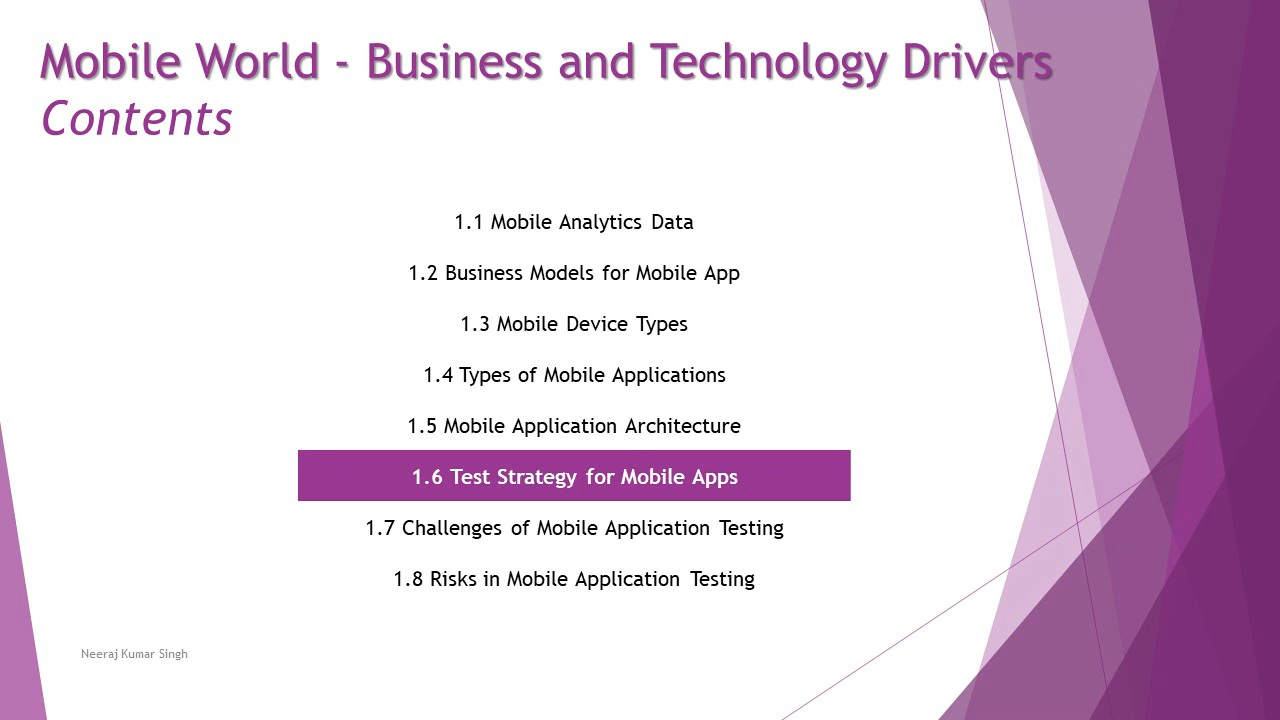 Mobile World - Business and Technology Drivers
Contents
1.1 Mobile Analytics Data
1.2 Business Models for Mobile App
1.3 Mobile Device Types
1.4 Types of Mobile Applications
1.5 Mobile Application Architecture
1.6 Test Strategy for Mobile Apps
1.7 Challenges of Mobile Application Testing
1.8 Risks in Mobile Application Testing
Neeraj Kumar Singh